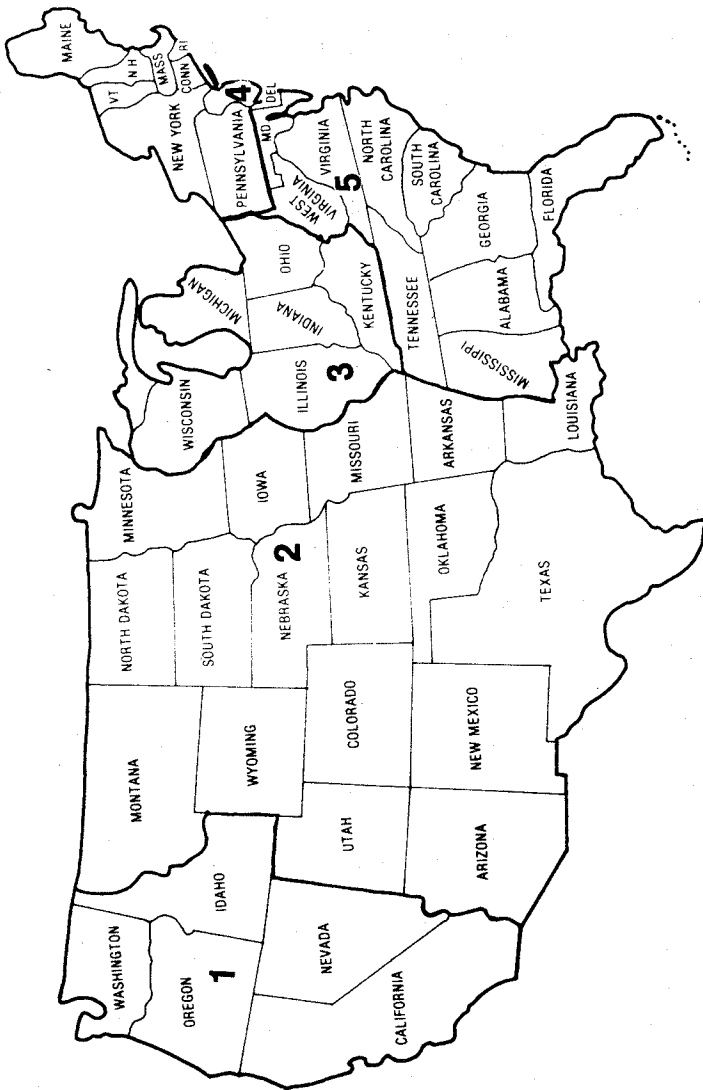 WASHINGTON
OREGON
1
CALIFORNIA
NEVADA
IDAHO
MONTANA
WYOMING
UTAH
COLORADO
ARIZONA
NEW MEXICO
NORTH DAKOTA
SOUTH DAKOTA
NEBRASKA
2
KANSAS
OKLAHOMA
TEXAS
MINNESOTA
IOWA
MISSOURI
ARKANSAS
LOUISIANA
WISCONSIN
ILLINOIS
3
MICHIGAN
INDIANA
OHIO
KENTUCKY
TENNESSEE
MISSISSIPPI
ALABAMA
GEORGIA
FLORIDA
SOUTH
CAROLINA
NORTH
CAROLINA
VIRGINIA
5
WEST
VIRGINIA
MD
DEL
PENNSYLVANIA
4
NEW YORK
VT
N H
MASS
CONN
RI
MAINE